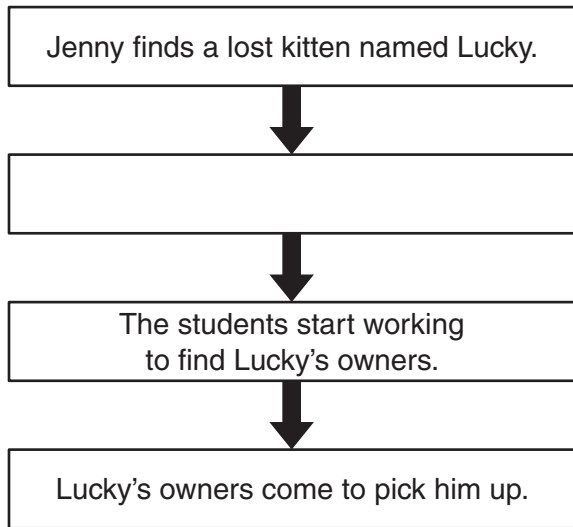 Jenny finds a lost kitten named Lucky.
The students start working
to find Lucky’s owners.
Lucky’s owners come to pick him up.